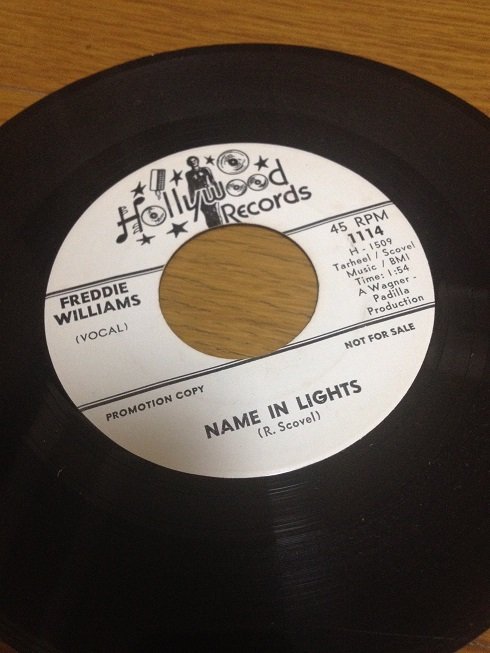 Hollywood
Records
45 RPM
1114
H - 1509
Tarheel / Scovel
Music / BMI
Time: 1:54
A Wagner -
Padilla
Production
FREDDIE
WILLIAMS
(VOCAL)
PROMOTION COPY
NOT FOR SALE
NAME IN LIGHTS
(R. Scovel)